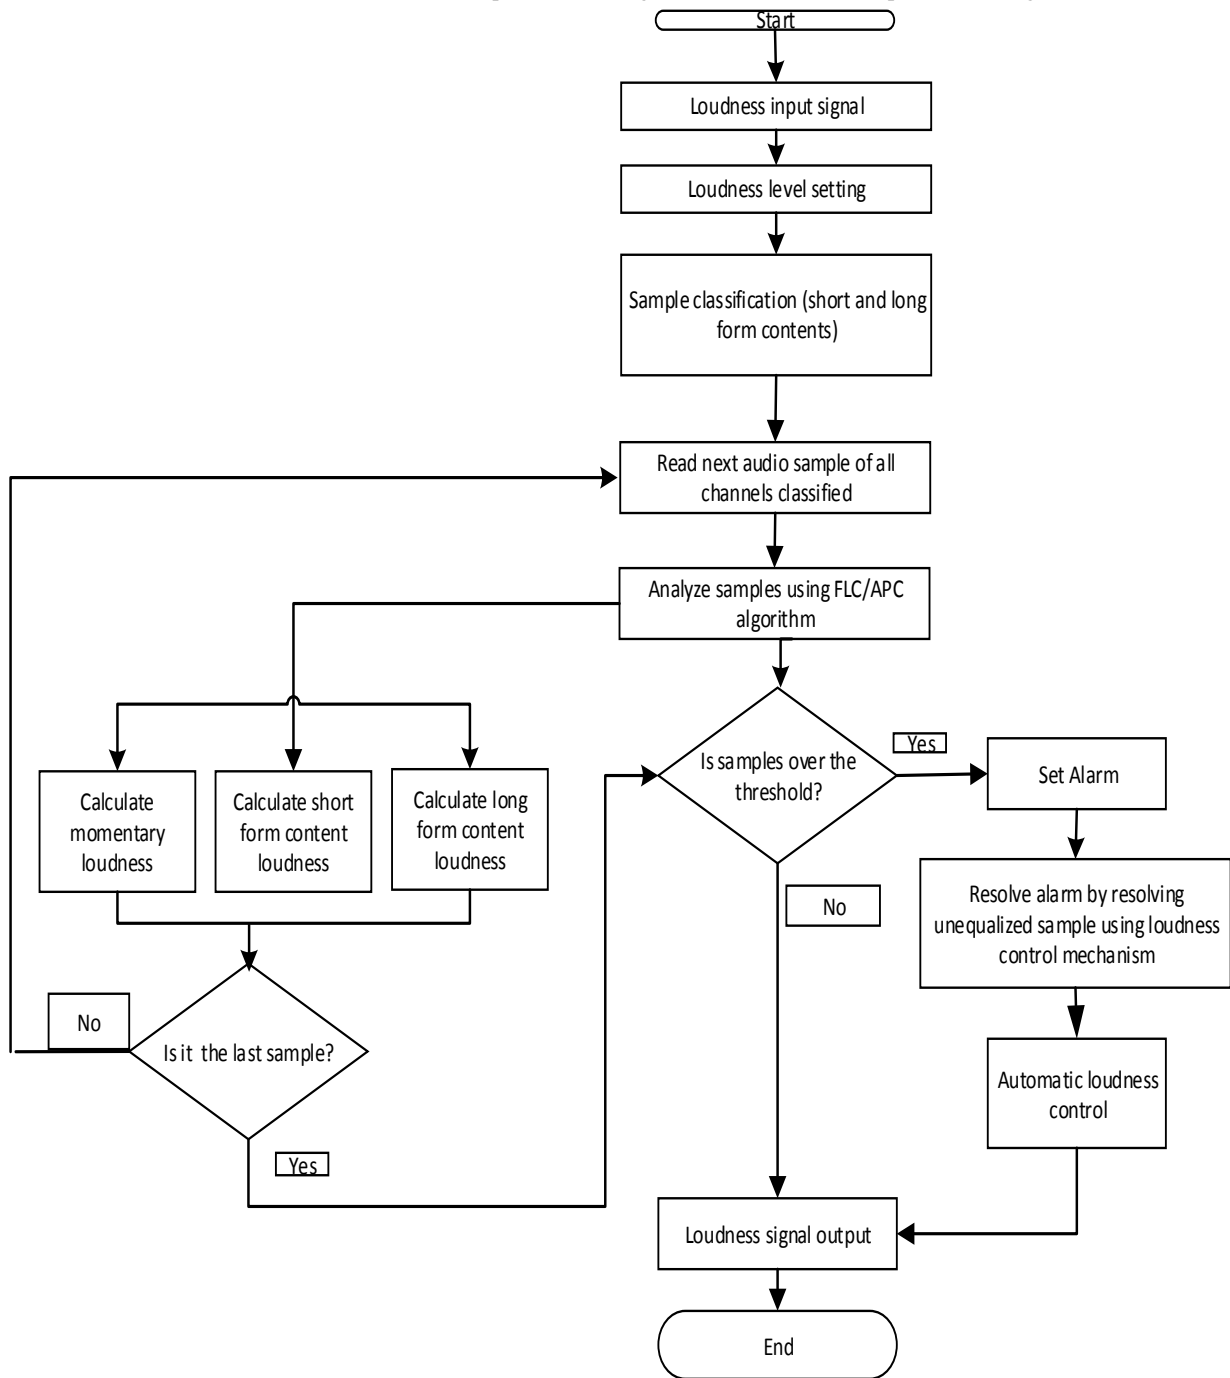 Start
Loudness input signal
Loudness level setting
Sample classification (short and long
form contents)
Read next audio sample of all
channels classified
Analyze samples using FLC/APC
algorithm
Is samples over the
threshold?
Yes
Set Alarm
Calculate
momentary
loudness
Calculate short
form content
loudness
Calculate long
form content
loudness
No
Resolve alarm by resolving
unequalized sample using loudness
control mechanism
No
Is it the last sample?
Automatic loudness
control
Yes
Loudness signal output
End